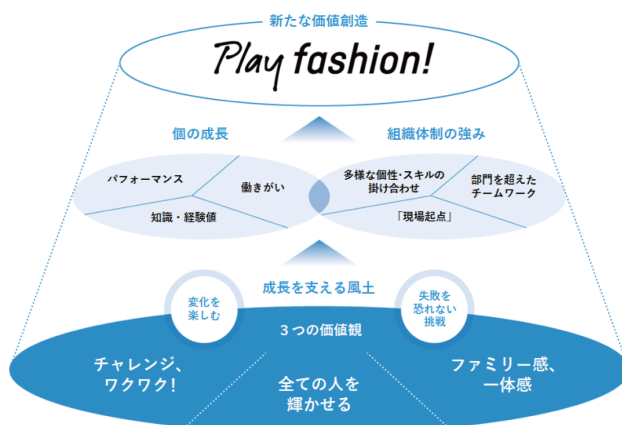 新たな価値創造
Play fashion!
個の成長
組織体制の強み
パフォーマンス
働きがい
知識・経験値
多様な個性・スキルの
掛け合わせ
部門を超えた
チームワーク
「現場起点」
成長を支える風土
変化を
楽しむ
失敗を
恐れない
挑戦
3つの価値観
チャレンジ、
ワクワク！
全ての人を
輝かせる
ファミリー感、
一体感